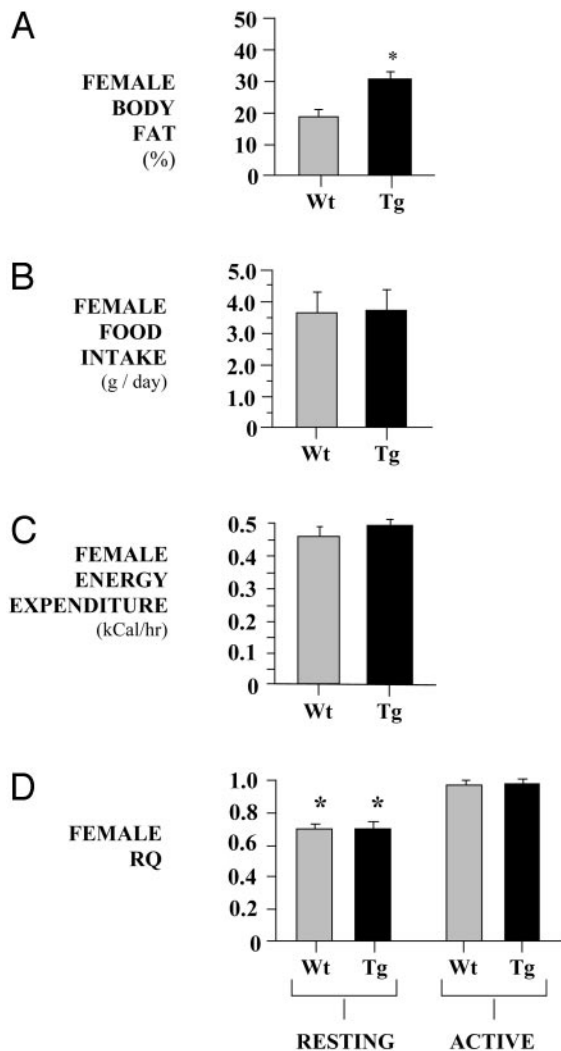 A
FEMALE
BODY
FAT
(%)
50
40
30
20
10
0
*
Wt Tg
B
FEMALE
FOOD
INTAKE
(g / day)
5.0
4.0
3.0
2.0
1.0
0
Wt Tg
C
FEMALE
ENERGY
EXPENDITURE
(kCal/hr)
0.5
0.4
0.3
0.2
0.1
0
Wt Tg
D
FEMALE
RQ
1.0
0.8
0.6
0.4
0.2
0
* *
Wt Tg Wt Tg
RESTING ACTIVE